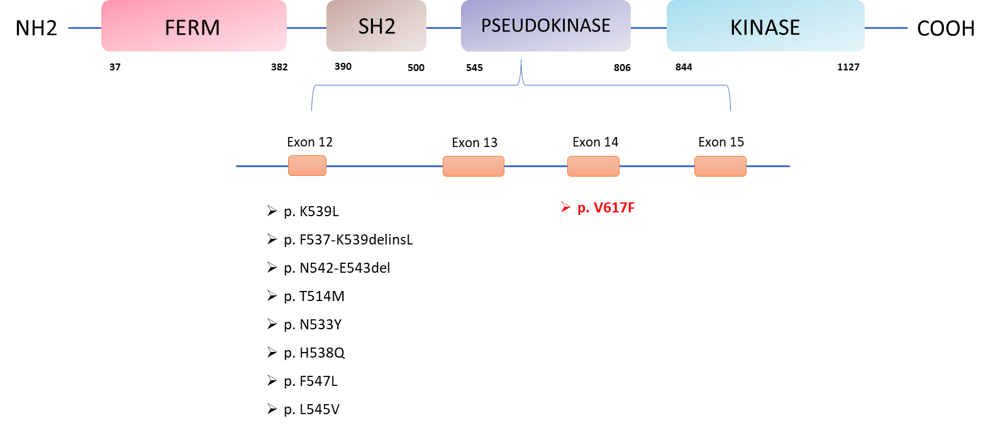 NH2 FERM SH2 PSEUDOKINASE KINASE COOH
37 382 390 500 545 806 844 1127
Exon 12 Exon 13 Exon 14 Exon 15
p. K539L
p. F537-K539delinsL
p. N542-E543del
p. T514M
p. N533Y
p. H538Q
p. F547L
p. L545V
p. V617F